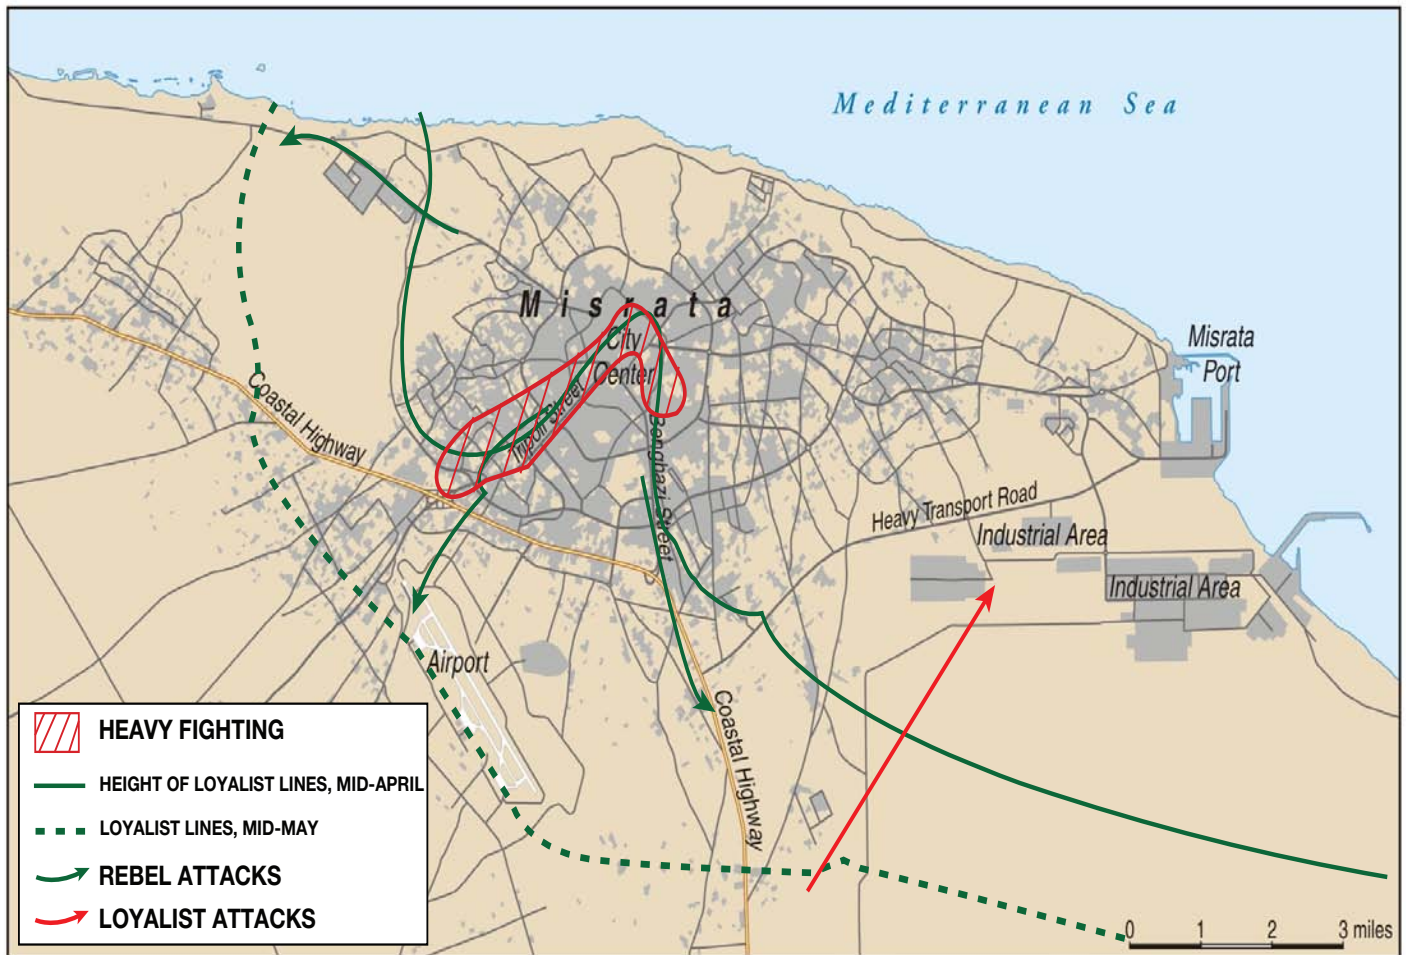 Mediterranean Sea
Misrata
City
Center
Misrata
Port
Coastal Highway
Tripoli Street
Benghazi Street
Heavy Transport Road
Industrial Area
Industrial Area
Airport
Coastal Highway
HEAVY FIGHTING
HEIGHT OF LOYALIST LINES, MID-APRIL
LOYALIST LINES, MID-MAY
REBEL ATTACKS
LOYALIST ATTACKS
0 1 2 3 miles